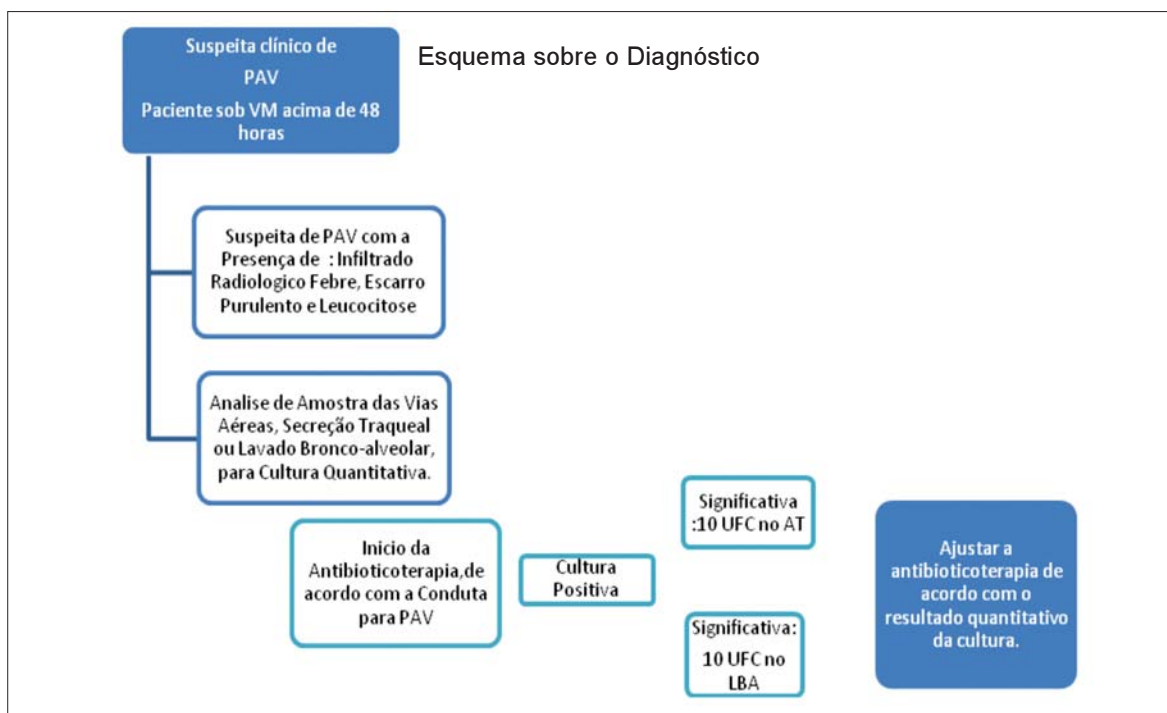 Suspeita clínico de
PAV
Paciente sob VM acima de 48
horas
Esquema sobre o Diagnóstico
Suspeita de PAV com a
Presença de : Infiltrado
Radiologico Febre, Escarro
Purulento e Leucocitose
Analise de Amostra das Vias
Aéreas, Secreção Traqueal
ou Lavado Bronco-alveolar,
para Cultura Quantitativa.
Inicio da
Antibioticoterapia,de
acordo com a Conduta
para PAV
Cultura
Positiva
Significativa
:10 UFC no AT
Significativa:
10 UFC no
LBA
Ajustar a
antibioticoterapia de
acordo com o
resultado quantitativo
da cultura.